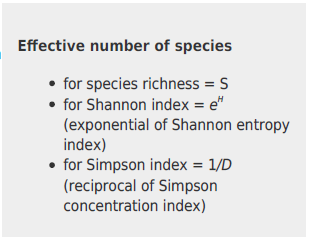 Effective number of species
• for species richness = S
• for Shannon index = eᴴ
(exponential of Shannon entropy
index)
• for Simpson index = 1/D
(reciprocal of Simpson
concentration index)